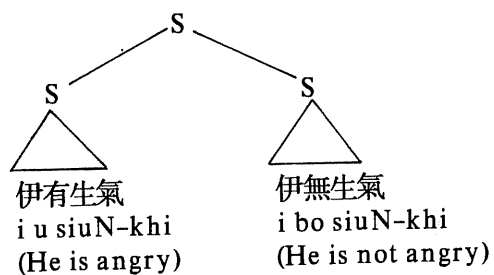 S
S S
伊有生氣 伊無生氣
i u siuN-khi i bo siuN-khi
(He is angry) (He is not angry)